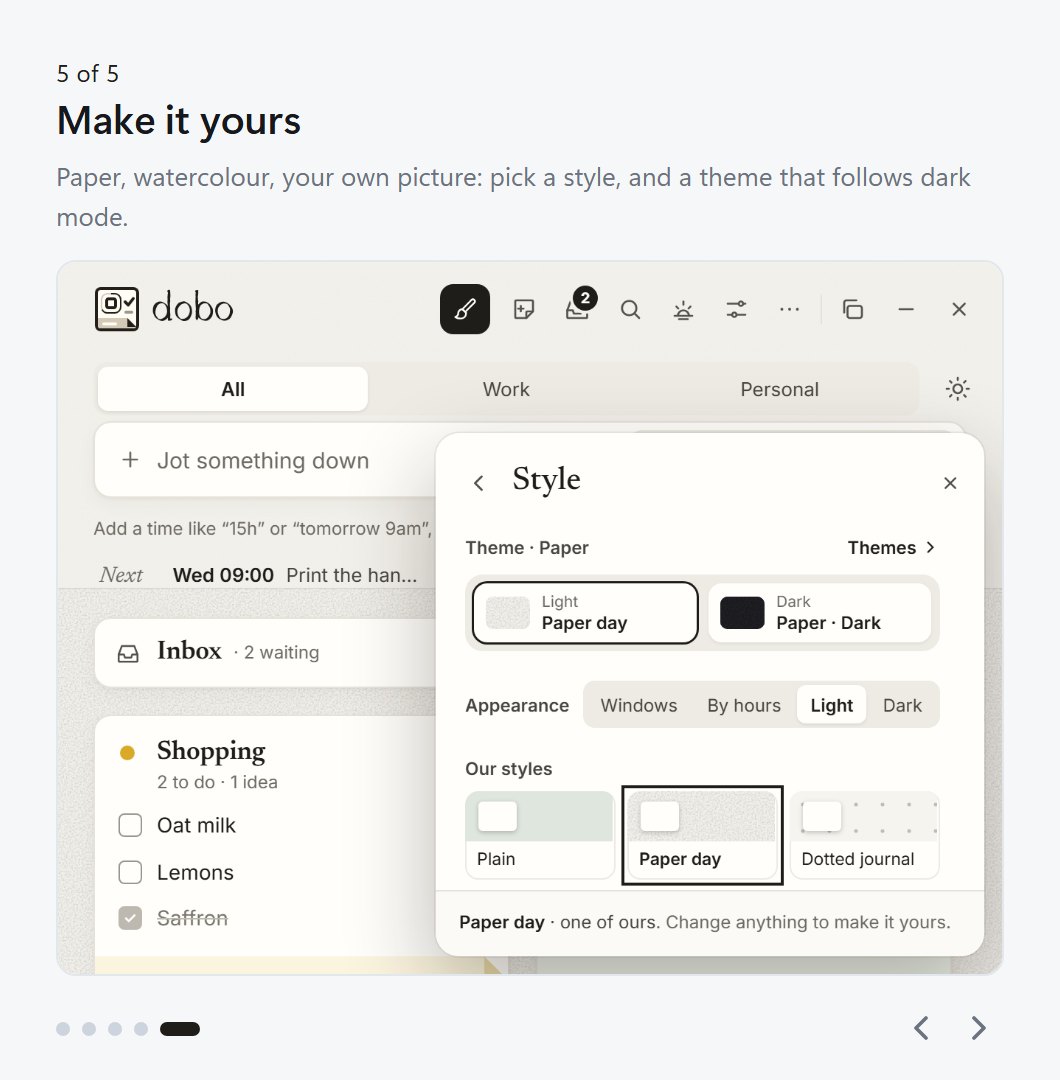 5 of 5
Make it yours
Paper, watercolour, your own picture: pick a style, and a theme that follows dark
mode.
dobo
2
All Work Personal
Jot something down
Add a time like “15h” or “tomorrow 9am”,
Next Wed 09:00 Print the han...
Inbox · 2 waiting
Shopping
2 to do · 1 idea
Oat milk
Lemons
Saffron
Style
Theme · Paper Themes
Light
Paper day
Dark
Paper · Dark
Appearance Windows By hours Light Dark
Our styles
Plain Paper day Dotted journal
Paper day · one of ours. Change anything to make it yours.